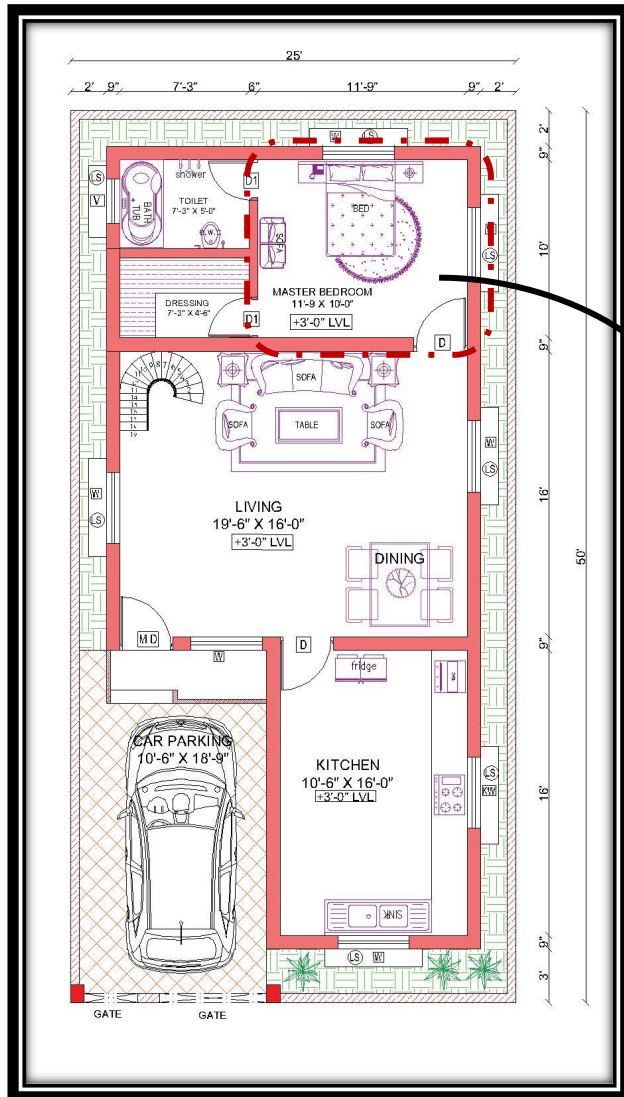 25'
2' 9" 7'-3" 6" 11'-9" 9" 2'
W LS
2'
9"
LS
V
shower
D1
BATH TUB
TOILET
7'-3" X 5'-0"
e.w.c
SOFA
BED
W
LS
10'
DRESSING
7'-3" X 4'-6"
D1
MASTER BEDROOM
11'-9 X 10'-0"
+3'-0" LVL
D
9"
SOFA
SOFA
TABLE
SOFA
W
LS
W
LS
LIVING
19'-6" X 16'-0"
+3'-0" LVL
16'
50'
DINING
MD
W
D
9"
fridge
CAR PARKING
10'-6" X 18'-9"
KITCHEN
10'-6" X 16'-0"
+3'-0" LVL
LS
KW
16'
SINK
LS W
9"
3'
GATE
GATE